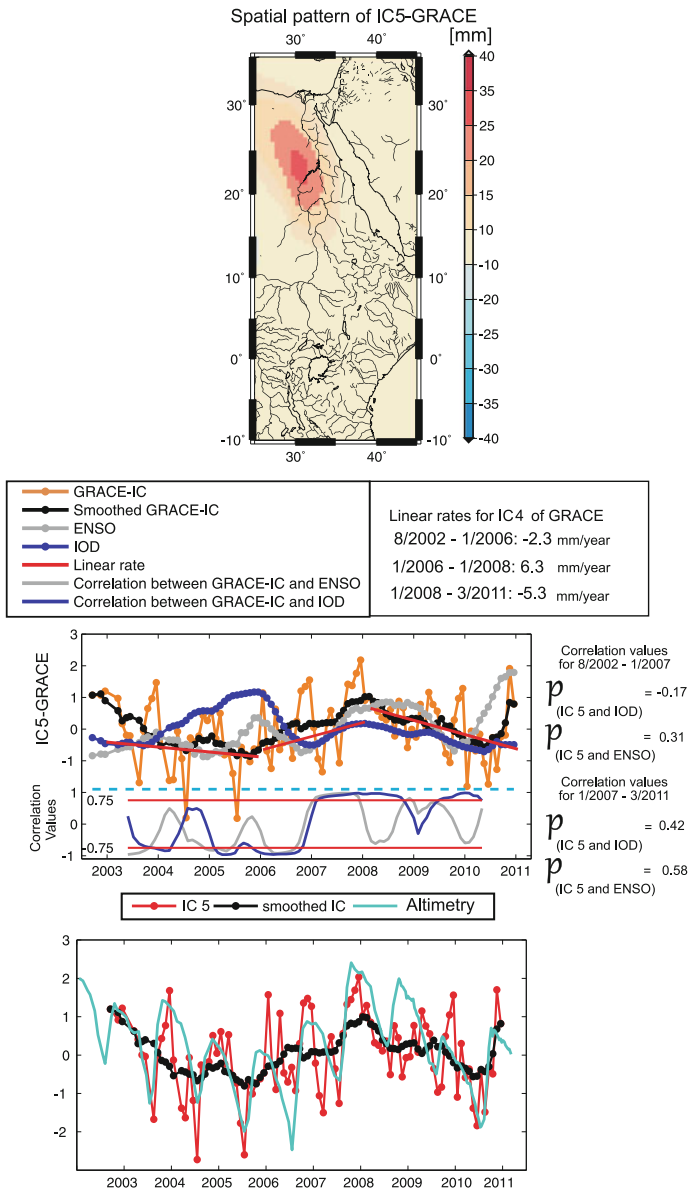 Spatial pattern of IC5-GRACE
30˚ 40˚ [mm]
30˚ 30˚
20˚ 20˚
10˚ 10˚
0˚ 0˚
-10˚ -10˚
30˚ 40˚
40
35
25
20
15
10
-10
-20
-20
-35
-40
GRACE-IC
Smoothed GRACE-IC
ENSO
IOD
Linear rate
Correlation between GRACE-IC and ENSO
Correlation between GRACE-IC and IOD
Linear rates for IC4 of GRACE
8/2002 - 1/2006: -2.3 mm/year
1/2006 - 1/2008: 6.3 mm/year
1/2008 - 3/2011: -5.3 mm/year
IC5-GRACE
3
2
1
0
-1
1
0.75
0
-0.75
-1
Correlation
Values
2003 2004 2005 2006 2007 2008 2009 2010 2011
Correlation values
for 8/2002 - 1/2007
p = -0.17
(IC 5 and IOD)
p = 0.31
(IC 5 and ENSO)
Correlation values
for 1/2007 - 3/2011
p = 0.42
(IC 5 and IOD)
p = 0.58
(IC 5 and ENSO)
IC 5 smoothed IC Altimetry
3
2
1
0
-1
-2
2003 2004 2005 2006 2007 2008 2009 2010 2011